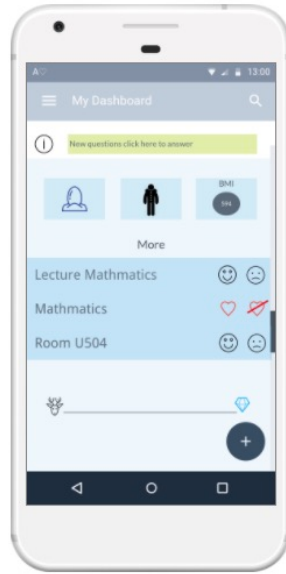 13:00
My Dashboard
New questions click here to answer
BMI
More
Lecture Mathmatics
Mathmatics
Room U504